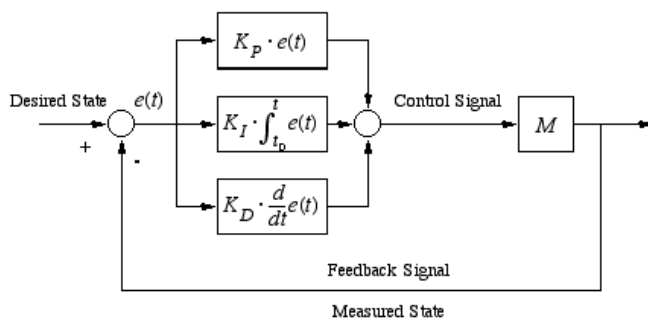 K_P · e(t)
Desired State
e(t)
Control Signal
K_I · ∫_{t_0}^{t} e(t)
M
+
-
K_D · d/dt e(t)
Feedback Signal
Measured State